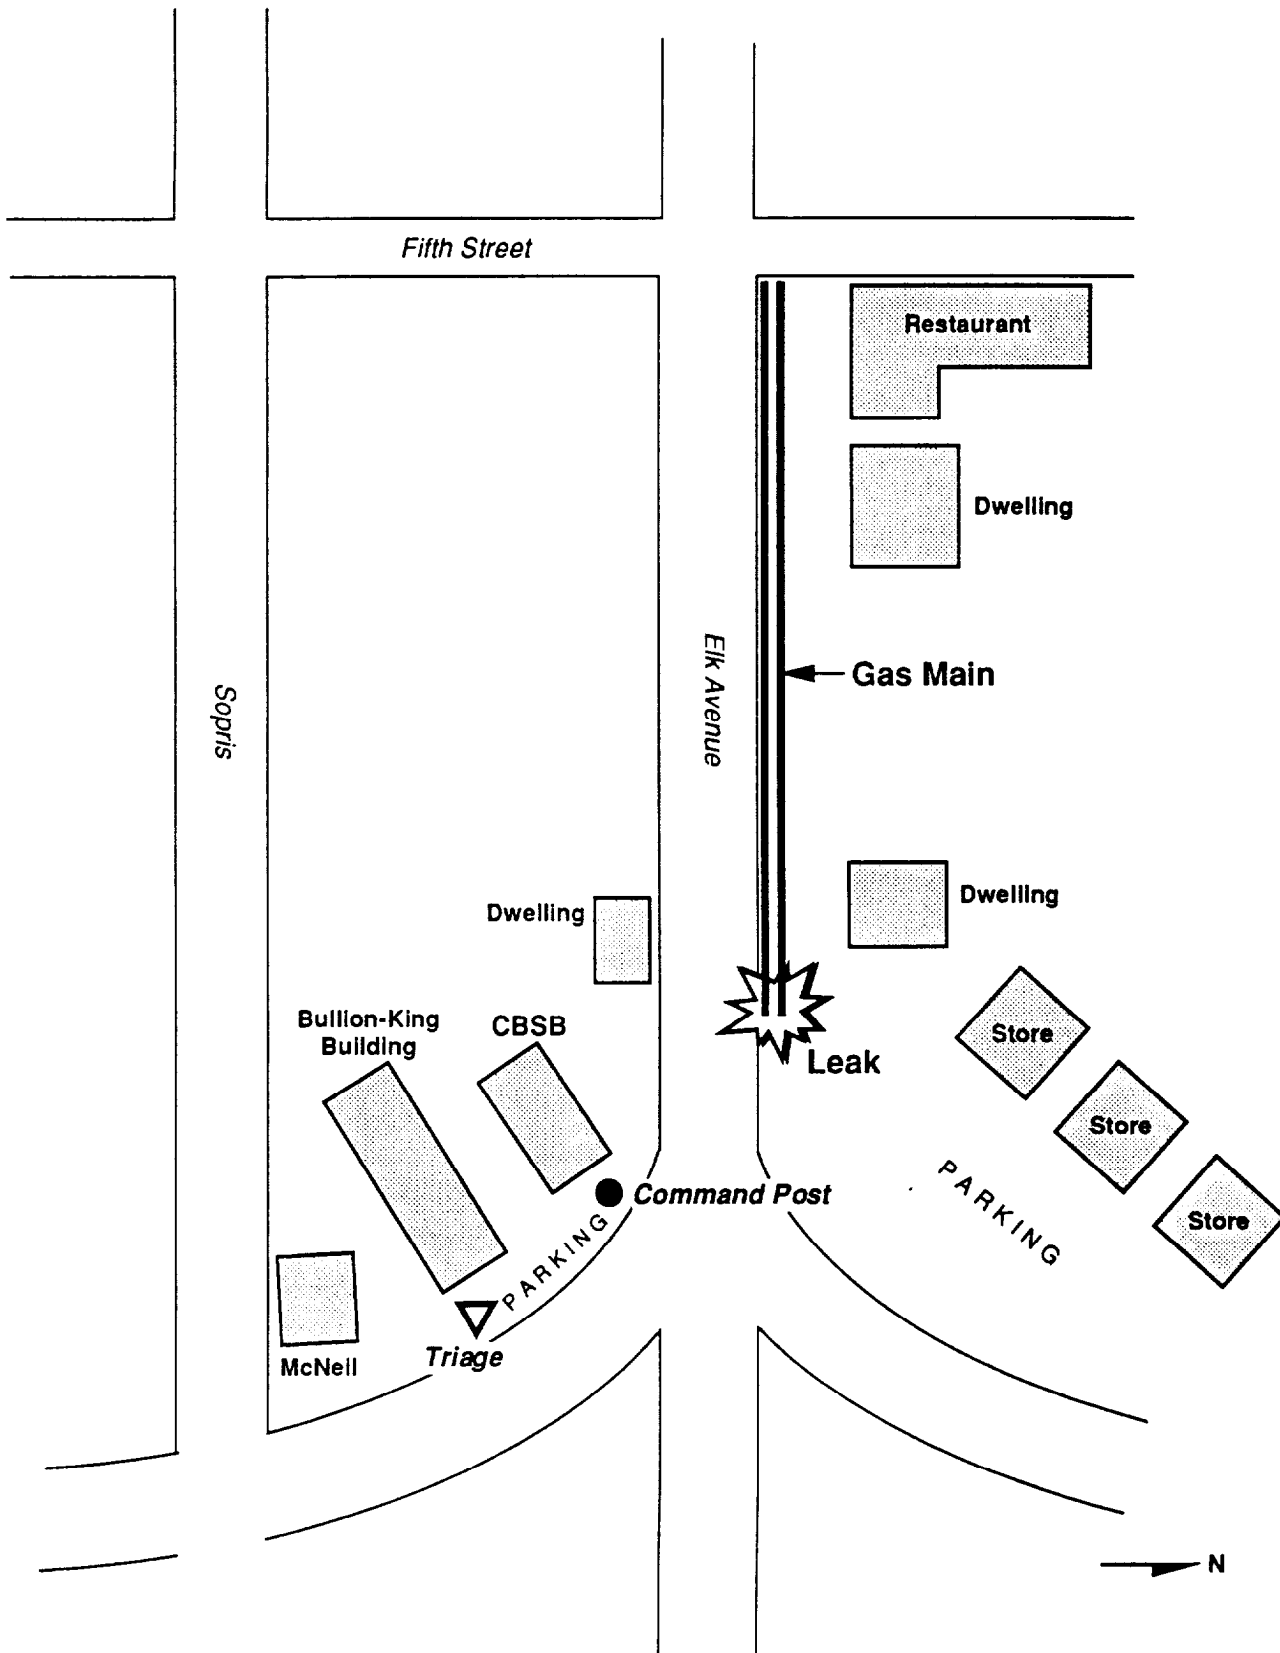 Fifth Street
Restaurant
Dwelling
Elk Avenue
Gas Main
Sopris
Dwelling
Dwelling
Bullion-King
Building
CBSB
Store
Leak
Store
PARKING
Command Post
Store
PARKING
Triage
McNeil
N